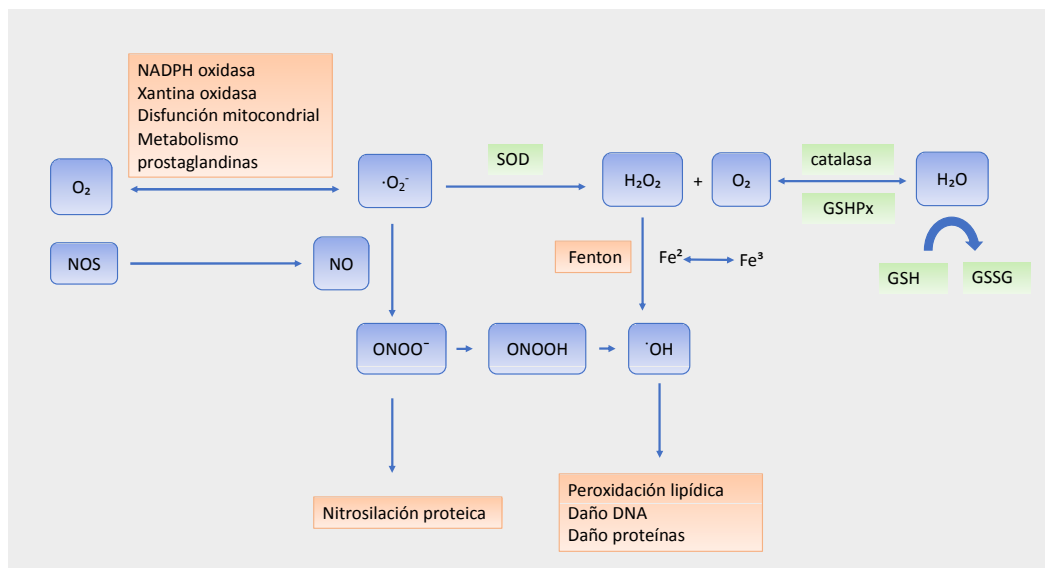 NADPH oxidasa
Xantina oxidasa
Disfunción mitocondrial
Metabolismo
prostaglandinas
O₂
·O₂⁻
SOD
H₂O₂ + O₂
catalasa
GSHPx
H₂O
NOS
NO
Fenton
Fe² Fe³
GSH
GSSG
ONOO⁻
ONOOH
˙OH
Nitrosilación proteica
Peroxidación lipídica
Daño DNA
Daño proteínas